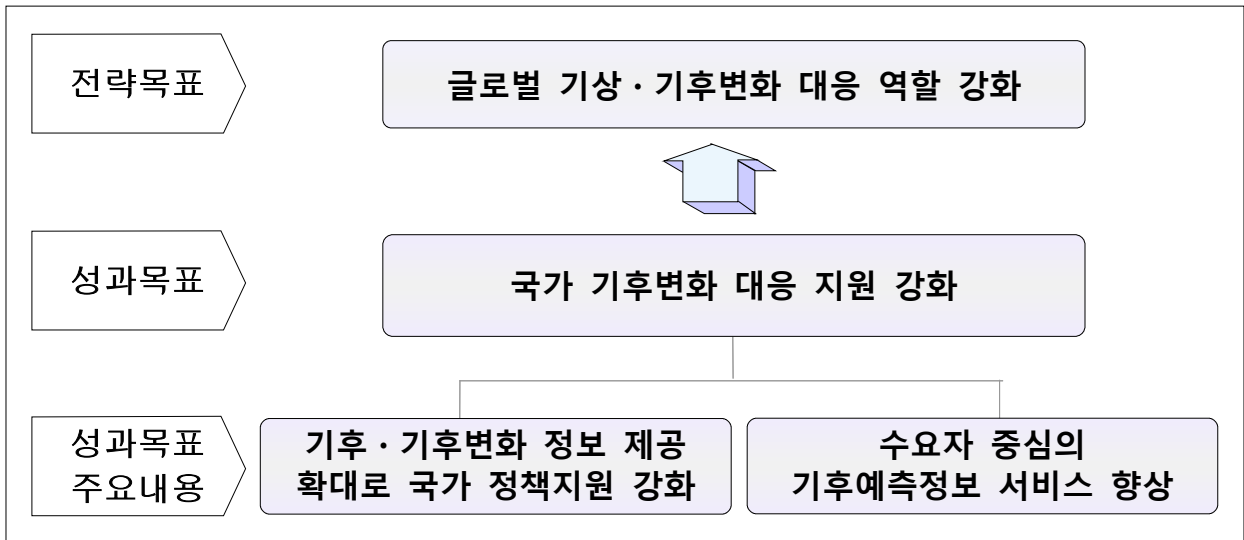 전략목표
글로벌 기상 · 기후변화 대응 역할 강화
성과목표
국가 기후변화 대응 지원 강화
성과목표
주요내용
기후 · 기후변화 정보 제공
확대로 국가 정책지원 강화
수요자 중심의
기후예측정보 서비스 향상